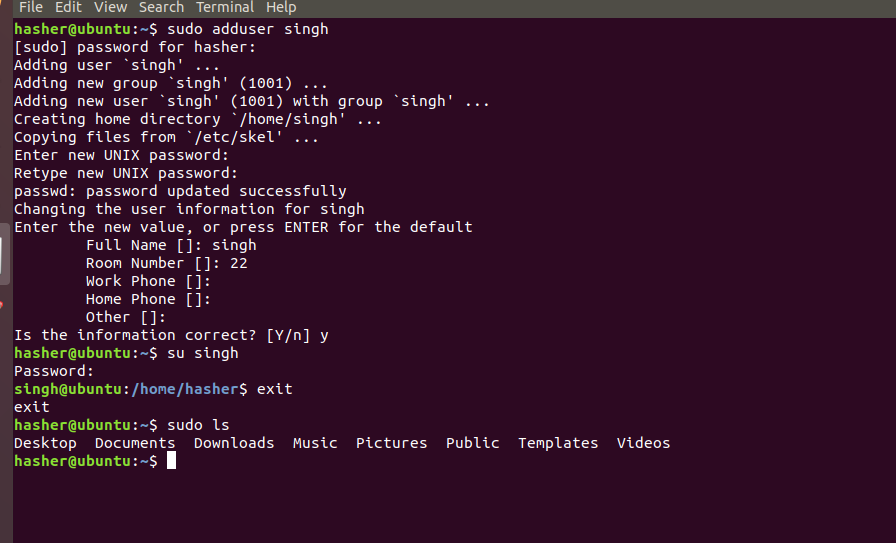 File Edit View Search Terminal Help
hasher@ubuntu:~$ sudo adduser singh
[sudo] password for hasher:
Adding user `singh' ...
Adding new group `singh' (1001) ...
Adding new user `singh' (1001) with group `singh' ...
Creating home directory `/home/singh' ...
Copying files from `/etc/skel' ...
Enter new UNIX password:
Retype new UNIX password:
passwd: password updated successfully
Changing the user information for singh
Enter the new value, or press ENTER for the default
        Full Name []: singh
        Room Number []: 22
        Work Phone []:
        Home Phone []:
        Other []:
Is the information correct? [Y/n] y
hasher@ubuntu:~$ su singh
Password:
singh@ubuntu:/home/hasher$ exit
exit
hasher@ubuntu:~$ sudo ls
Desktop  Documents  Downloads  Music  Pictures  Public  Templates  Videos
hasher@ubuntu:~$